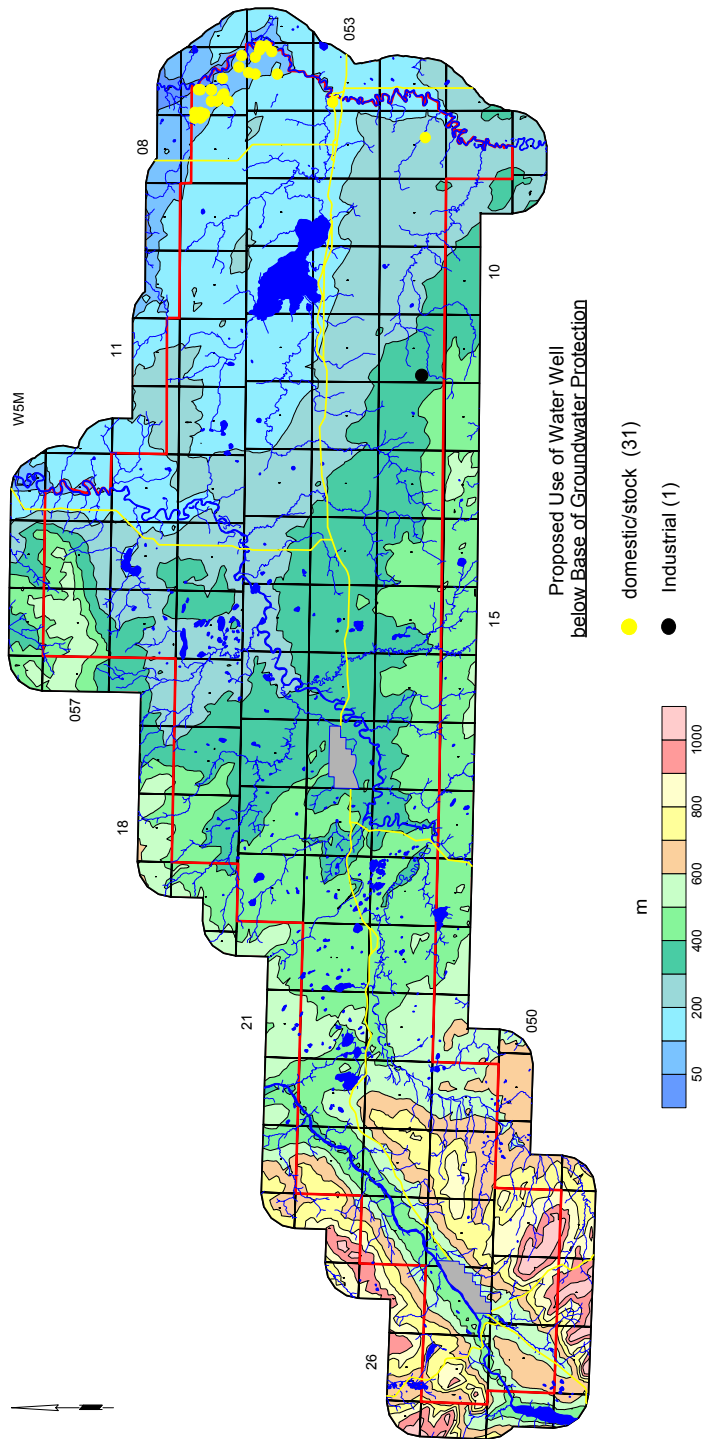 W5M
053
08
11
057
18
21
26
10
15
050
Proposed Use of Water Well
below Base of Groundwater Protection
domestic/stock (31)
Industrial (1)
m
50
200
400
600
800
1000